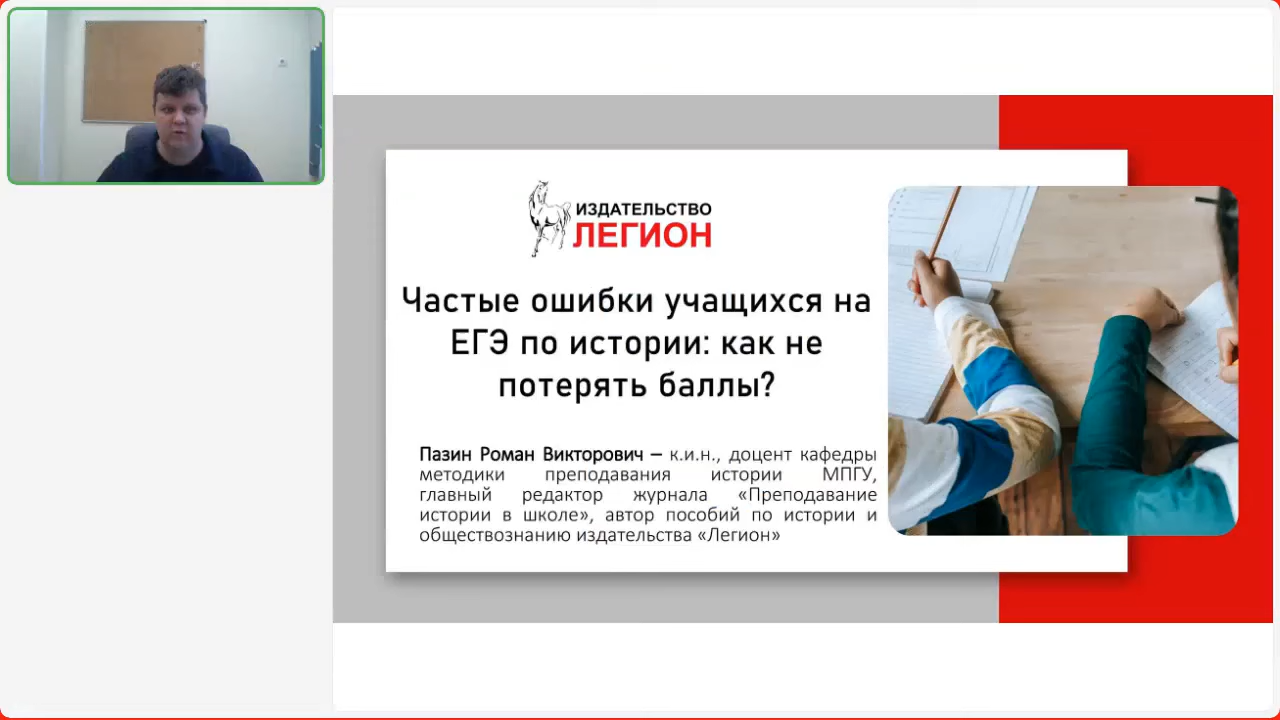 ИЗДАТЕЛЬСТВО
ЛЕГИОН
Частые ошибки учащихся на
ЕГЭ по истории: как не
потерять баллы?
Пазин Роман Викторович – к.и.н., доцент кафедры
методики преподавания истории МПГУ,
главный редактор журнала «Преподавание
истории в школе», автор пособий по истории и
обществознанию издательства «Легион»